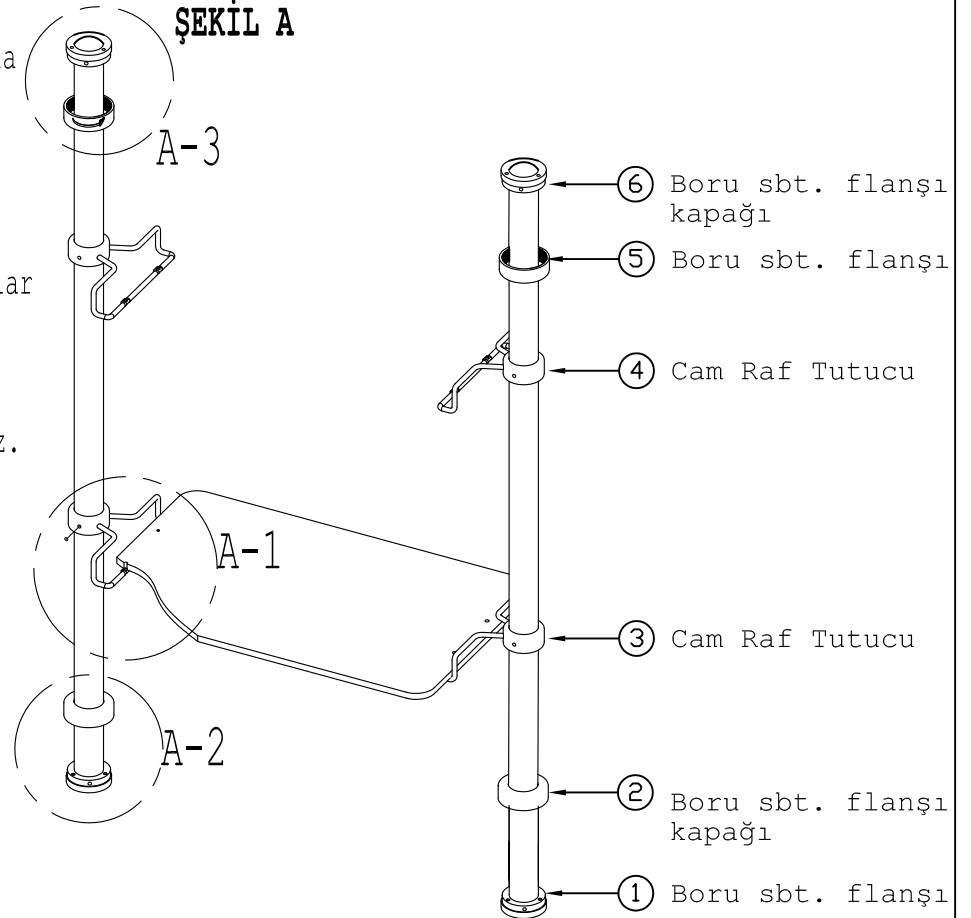 ŞEKİL A
A-3
lar
z.
A-1
A-2
6 Boru sbt. flanşı
kapağı
5 Boru sbt. flanşı
4 Cam Raf Tutucu
3 Cam Raf Tutucu
2 Boru sbt. flanşı
kapağı
1 Boru sbt. flanşı